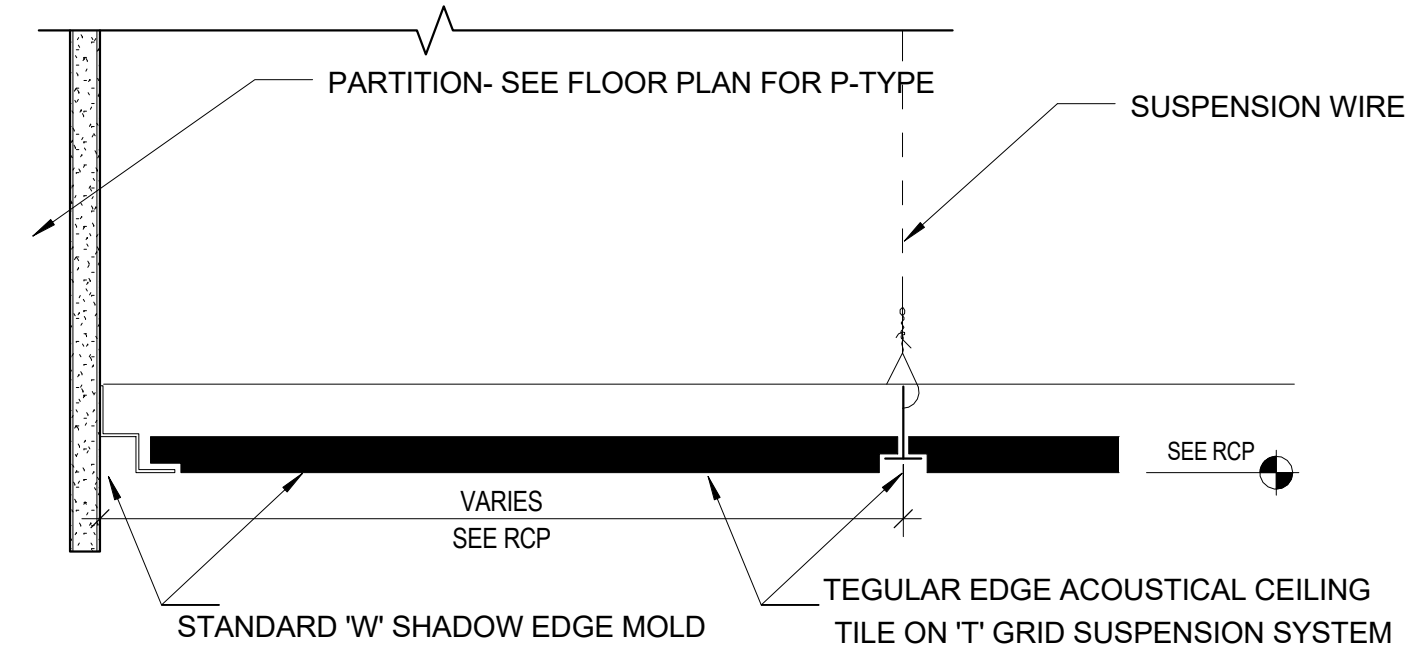 PARTITION- SEE FLOOR PLAN FOR P-TYPE
SUSPENSION WIRE
SEE RCP
VARIES
SEE RCP
STANDARD 'W' SHADOW EDGE MOLD
TEGULAR EDGE ACOUSTICAL CEILING
TILE ON 'T' GRID SUSPENSION SYSTEM